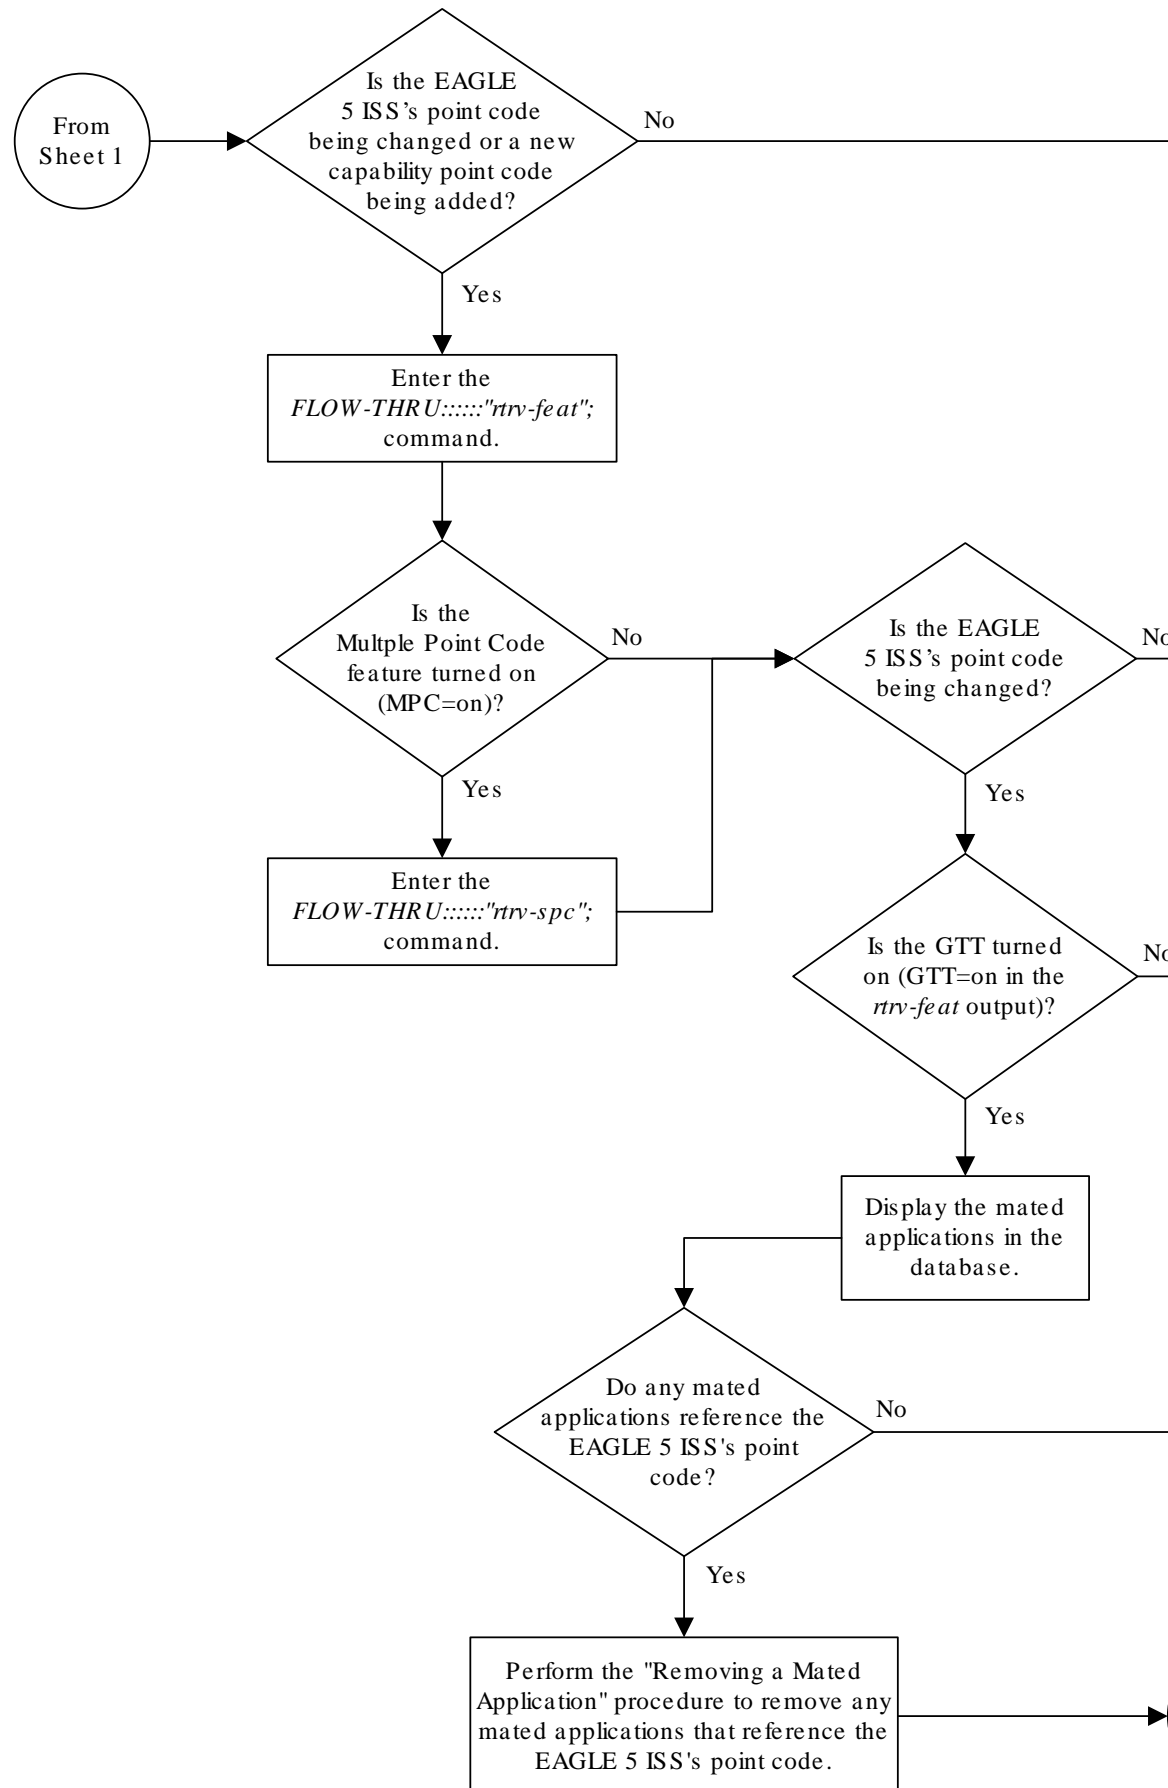 From
Sheet 1
Is the EAGLE
5 ISS’s point code
being changed or a new
capability point code
being added?
No
Yes
Enter the
FLOW-THRU::::::"rtrv-feat";
command.
Is the
Multple Point Code
feature turned on
(MPC=on)?
No
Yes
Enter the
FLOW-THRU::::::"rtrv-spc";
command.
Is the EAGLE
5 ISS’s point code
being changed?
No
Yes
Is the GTT turned
on (GTT=on in the
rtrv-feat output)?
No
Yes
Display the mated
applications in the
database.
Do any mated
applications reference the
EAGLE 5 ISS's point
code?
No
Yes
Perform the "Removing a Mated
Application" procedure to remove any
mated applications that reference the
EAGLE 5 ISS's point code.